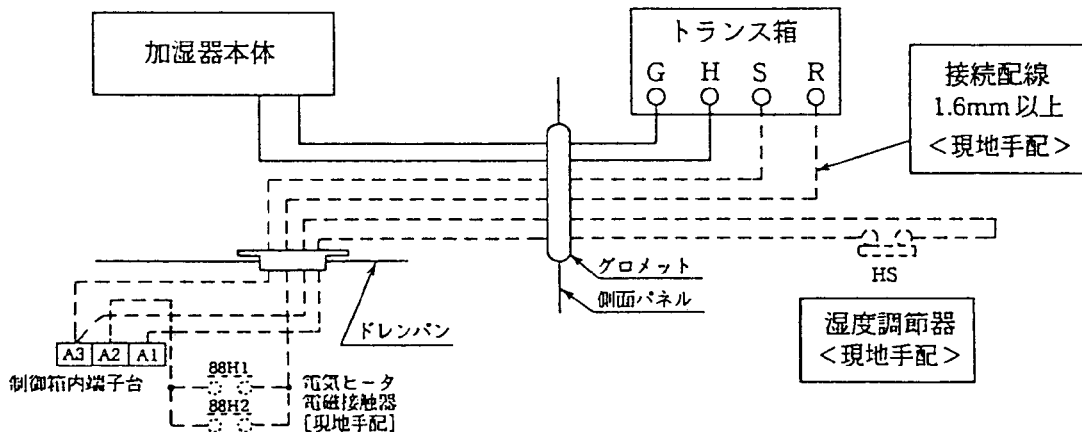 加湿器本体
トランス箱
G H S R
接続配線
1.6mm以上
<現地手配>
グロメット
側面パネル
HS
湿度調節器
<現地手配>
ドレンパン
A3 A2 A1
制御箱内端子台
88H1
88H2
電気ヒータ
電磁接触器
[現地手配]